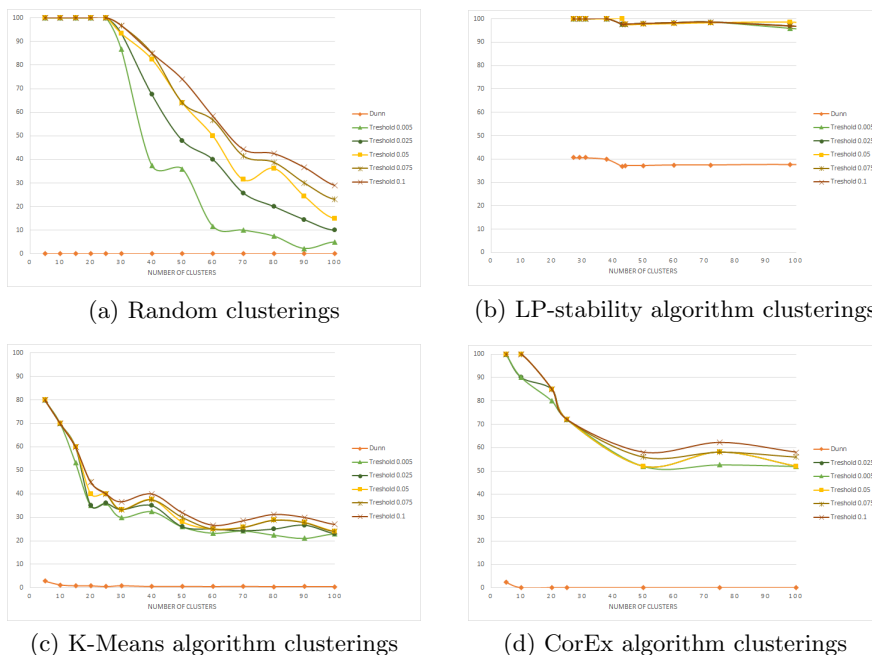 100
90
80
70
60
50
40
30
20
10
0
0 10 20 30 40 50 60 70 80 90 100
NUMBER OF CLUSTERS
Dunn
Treshold 0.005
Treshold 0.025
Treshold 0.05
Treshold 0.075
Treshold 0.1
(a) Random clusterings
100
90
80
70
60
50
40
30
20
10
0
0 10 20 30 40 50 60 70 80 90 100
NUMBER OF CLUSTERS
Dunn
Treshold 0.005
Treshold 0.025
Treshold 0.05
Treshold 0.075
Treshold 0.1
(b) LP-stability algorithm clusterings
100
90
80
70
60
50
40
30
20
10
0
0 10 20 30 40 50 60 70 80 90 100
NUMBER OF CLUSTERS
Dunn
Treshold 0.005
Treshold 0.025
Treshold 0.05
Treshold 0.075
Treshold 0.1
(c) K-Means algorithm clusterings
100
90
80
70
60
50
40
30
20
10
0
0 10 20 30 40 50 60 70 80 90 100
NUMBER OF CLUSTERS
Dunn
Treshold 0.025
Treshold 0.005
Treshold 0.05
Treshold 0.075
Treshold 0.1
(d) CorEx algorithm clusterings